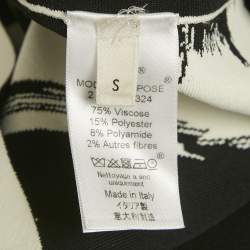 S
75% Viscose
15% Polyester
8% Polyamide
2% Autres fibres
Nettoyage à sec
uniquement
Made in Italy
イタリア製
意大利制造